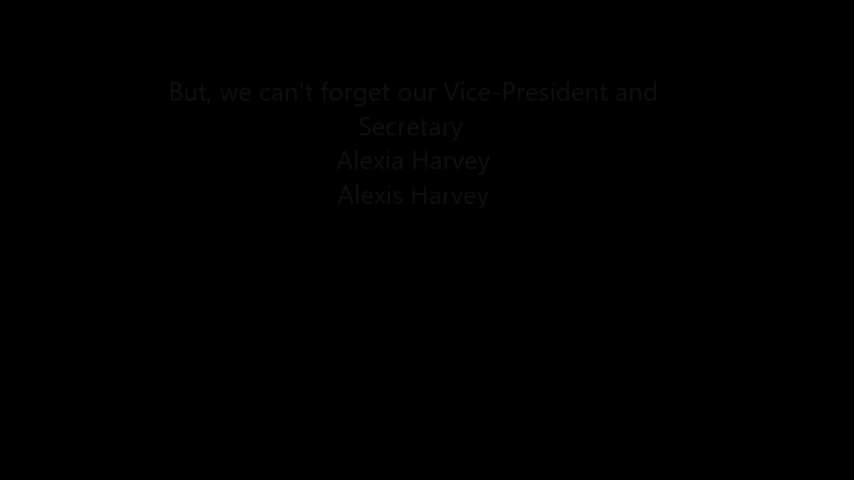 But, we can't forget our Vice-President and
Secretary
Alexia Harvey
Alexis Harvey